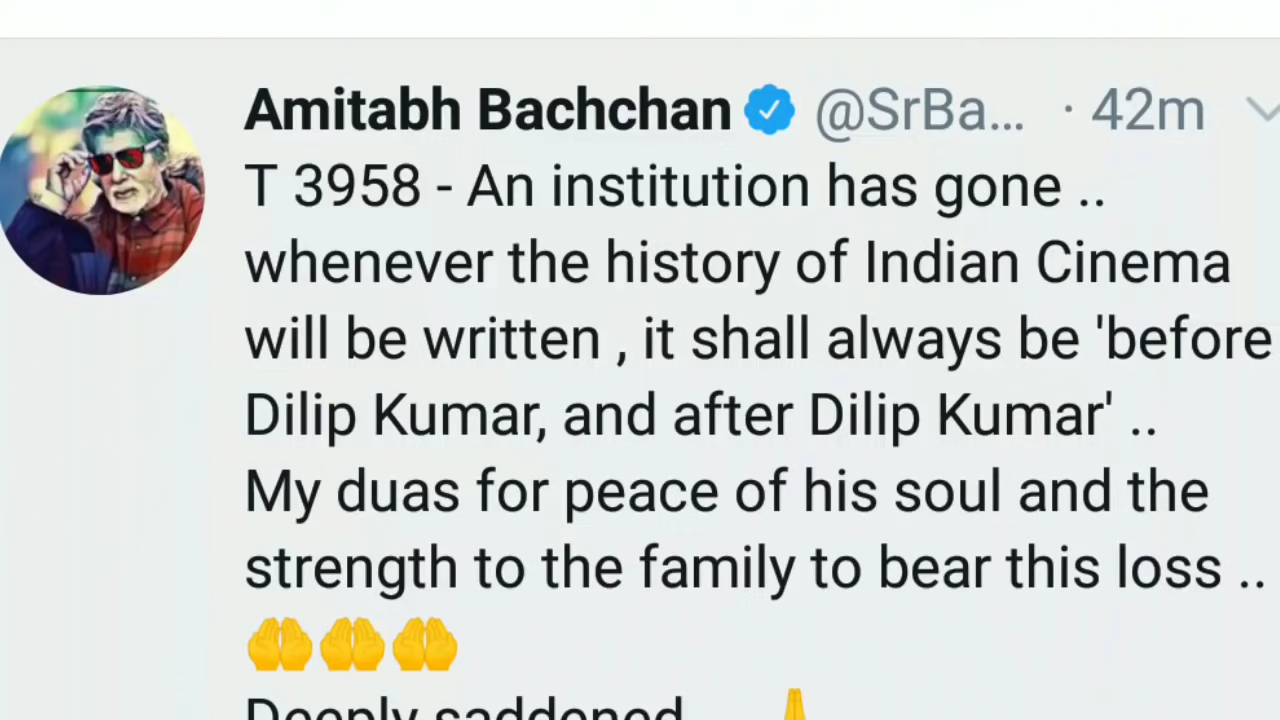 Amitabh Bachchan @SrBa... · 42m
T 3958 - An institution has gone ..
whenever the history of Indian Cinema
will be written , it shall always be 'before
Dilip Kumar, and after Dilip Kumar' ..
My duas for peace of his soul and the
strength to the family to bear this loss ..
🤲🤲🤲
Deeply saddened .. 🙏